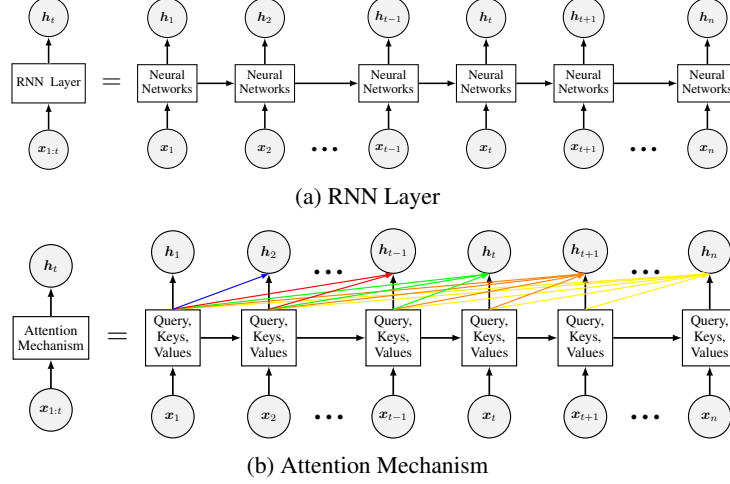 h_t h_1 h_2 h_{t-1} h_t h_{t+1} h_n
RNN Layer = Neural Networks Neural Networks Neural Networks Neural Networks Neural Networks Neural Networks
x_{1:t} x_1 x_2 ••• x_{t-1} x_t x_{t+1} ••• x_n
(a) RNN Layer
h_t h_1 h_2 ••• h_{t-1} h_t h_{t+1} ••• h_n
Attention Mechanism = Query, Keys, Values Query, Keys, Values Query, Keys, Values Query, Keys, Values Query, Keys, Values Query, Keys, Values
x_{1:t} x_1 x_2 ••• x_{t-1} x_t x_{t+1} ••• x_n
(b) Attention Mechanism